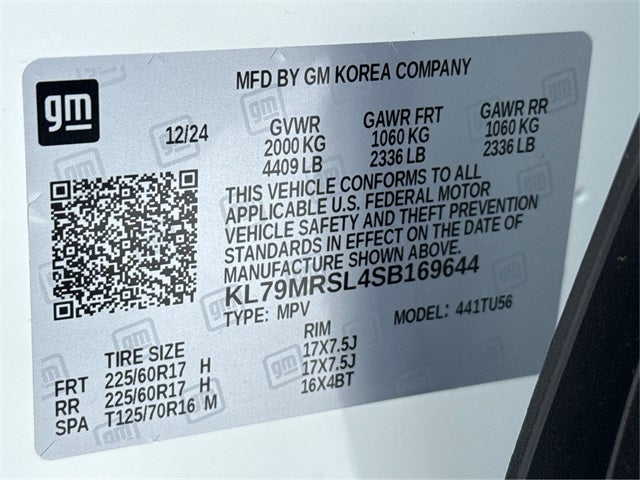 gm
MFD BY GM KOREA COMPANY
12/24
GVWR
2000 KG
4409 LB
GAWR FRT
1060 KG
2336 LB
GAWR RR
1060 KG
2336 LB
THIS VEHICLE CONFORMS TO ALL
APPLICABLE U.S. FEDERAL MOTOR
VEHICLE SAFETY AND THEFT PREVENTION
STANDARDS IN EFFECT ON THE DATE OF
MANUFACTURE SHOWN ABOVE.
KL79MRSL4SB169644
TYPE: MPV
MODEL: 441TU56
TIRE SIZE RIM
FRT 225/60R17 H 17X7.5J
RR 225/60R17 H 17X7.5J
SPA T125/70R16 M 16X4BT